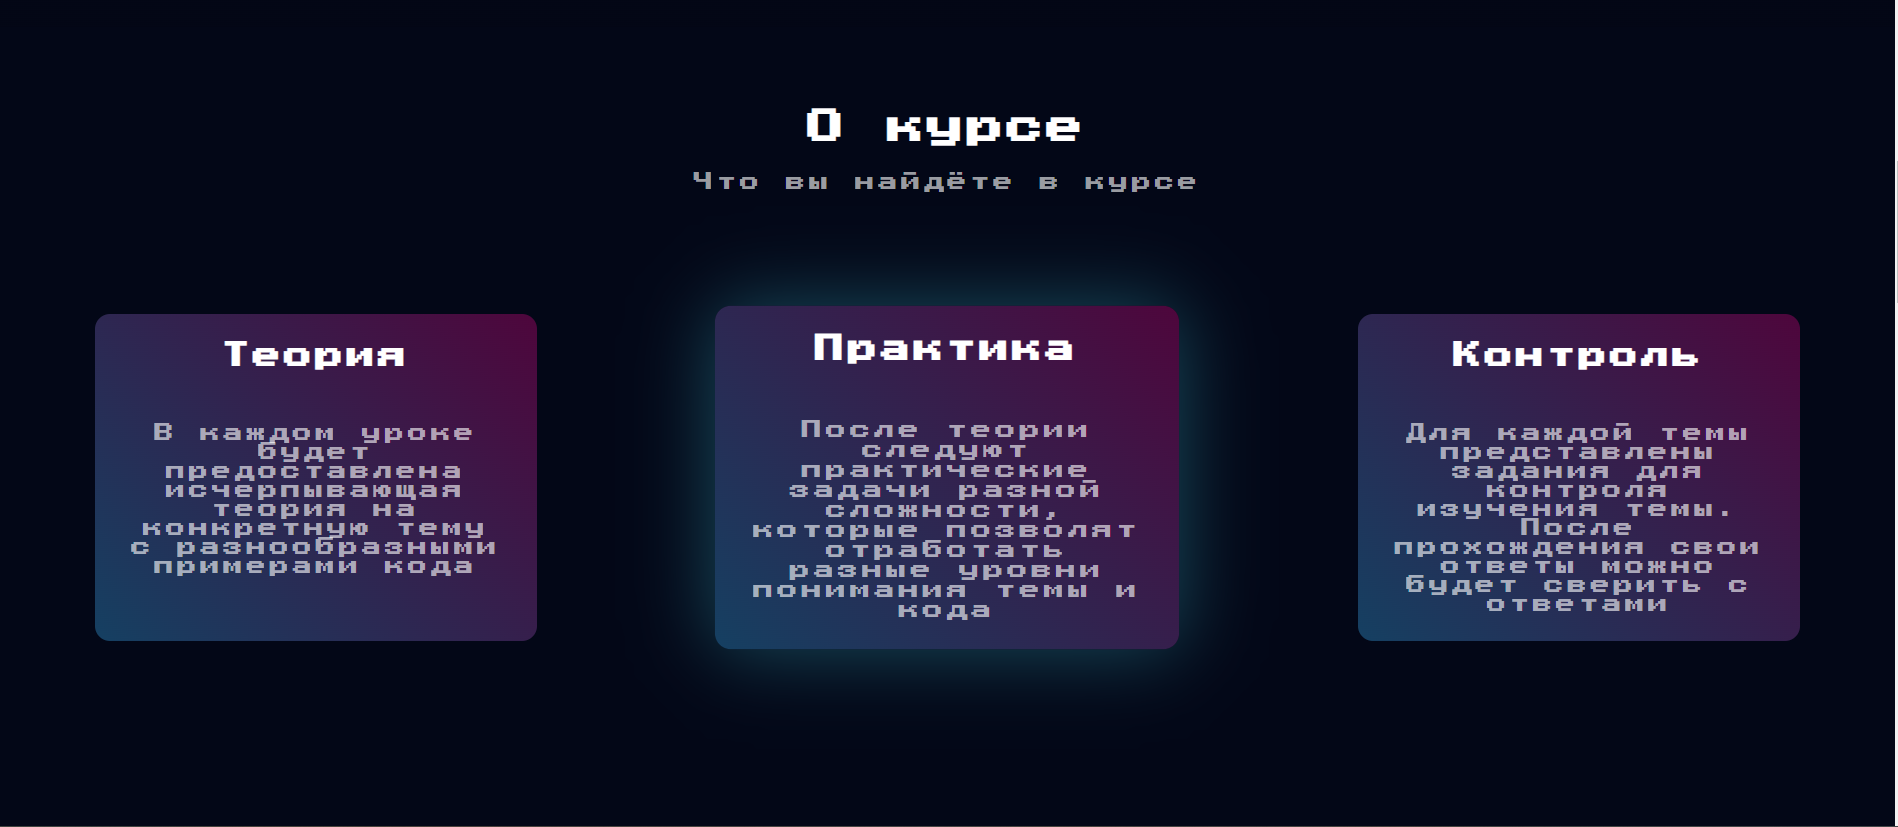 О курсе
Что вы найдёте в курсе
Теория
В каждом уроке
будет
предоставлена
исчерпывающая
теория на
конкретную тему
с разнообразными
примерами кода
Практика
После теории
следуют
практические
задачи разной
сложности,
которые позволят
отработать
разные уровни
понимания темы и
кода
Контроль
Для каждой темы
представлены
задания для
контроля
изучения темы.
После
прохождения свои
ответы можно
будет сверить с
ответами